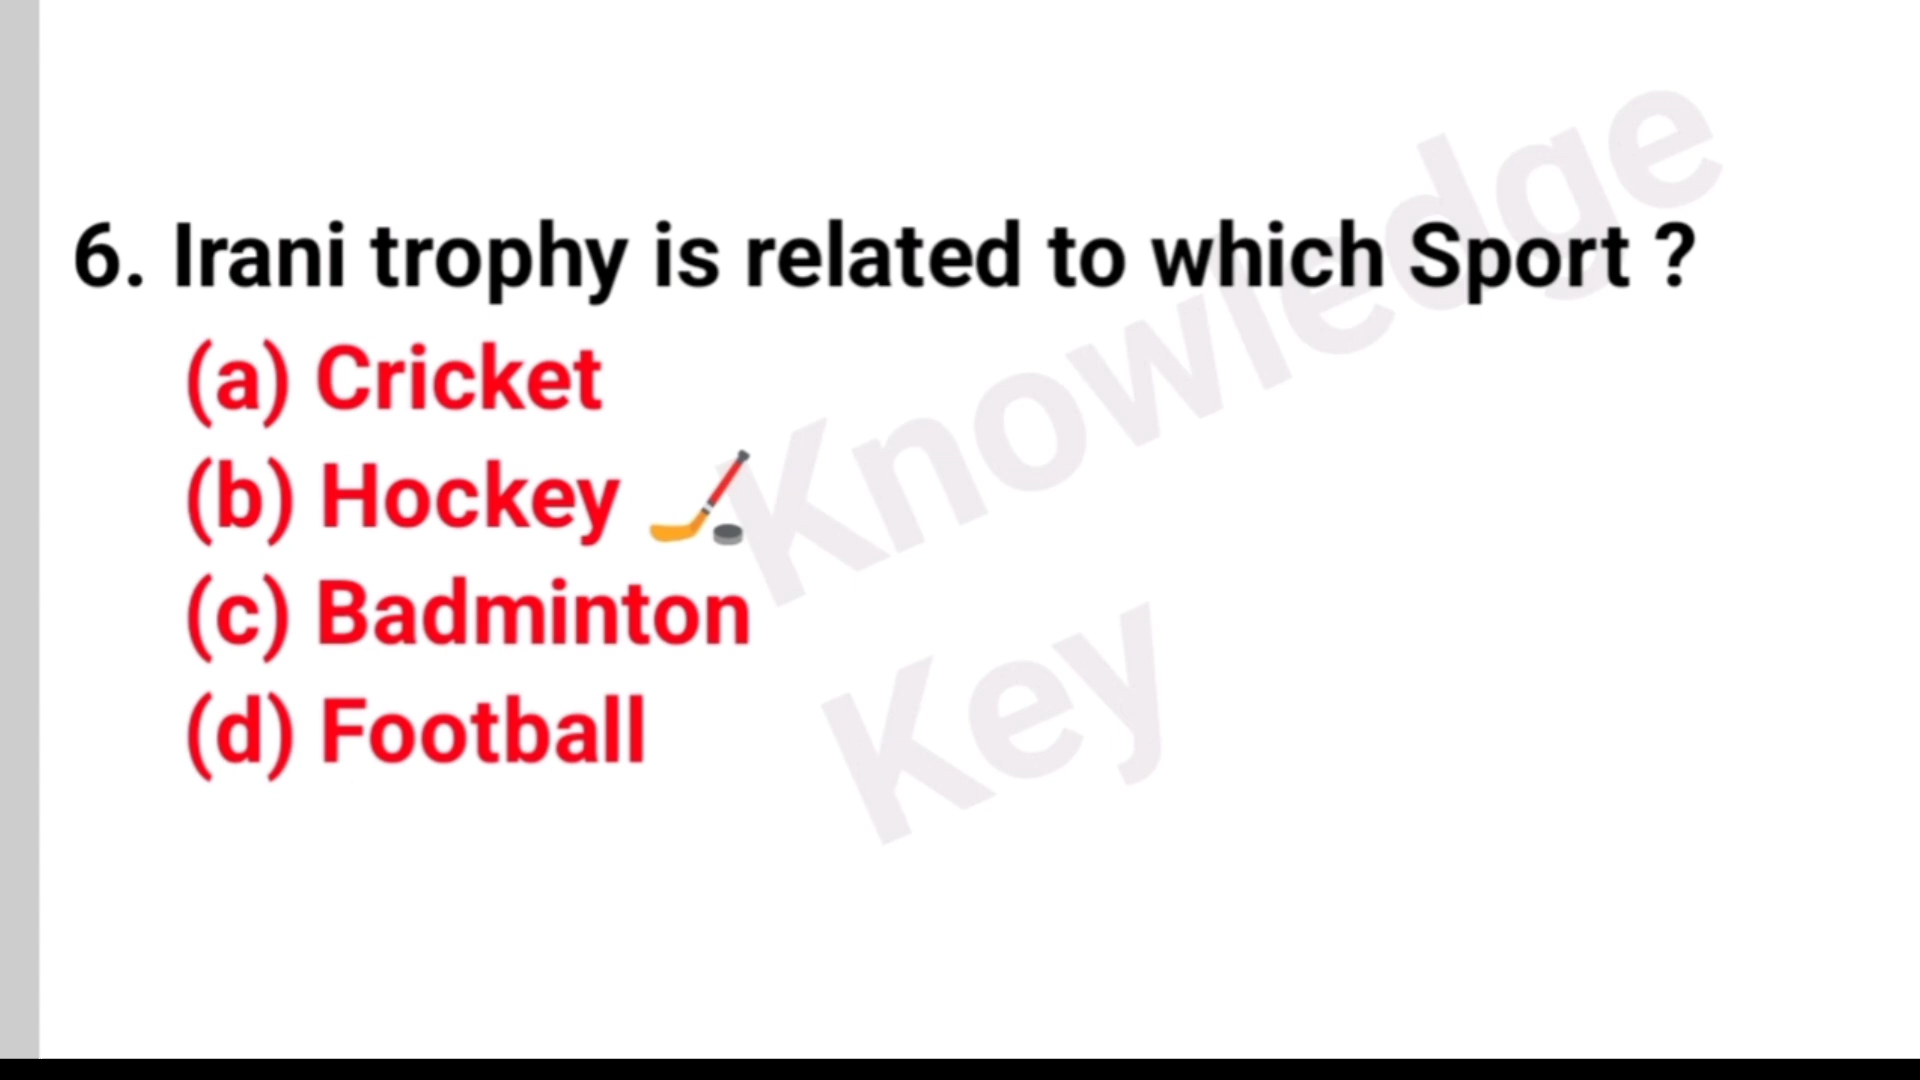 6. Irani trophy is related to which Sport ?
(a) Cricket
(b) Hockey 🏒
(c) Badminton
(d) Football
Knowledge
Key